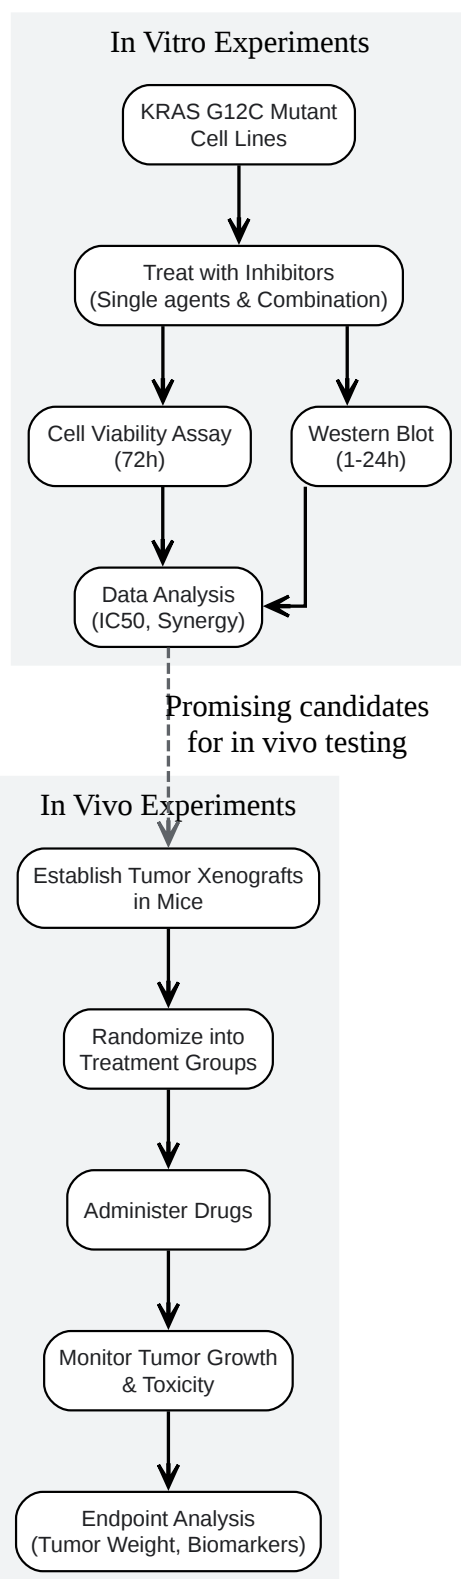 In Vitro Experiments
KRAS G12C Mutant
Cell Lines
Treat with Inhibitors
(Single agents & Combination)
Cell Viability Assay
(72h)
Western Blot
(1-24h)
Data Analysis
(IC50, Synergy)
Promising candidates
for in vivo testing
In Vivo Experiments
Establish Tumor Xenografts
in Mice
Randomize into
Treatment Groups
Administer Drugs
Monitor Tumor Growth
& Toxicity
Endpoint Analysis
(Tumor Weight, Biomarkers)